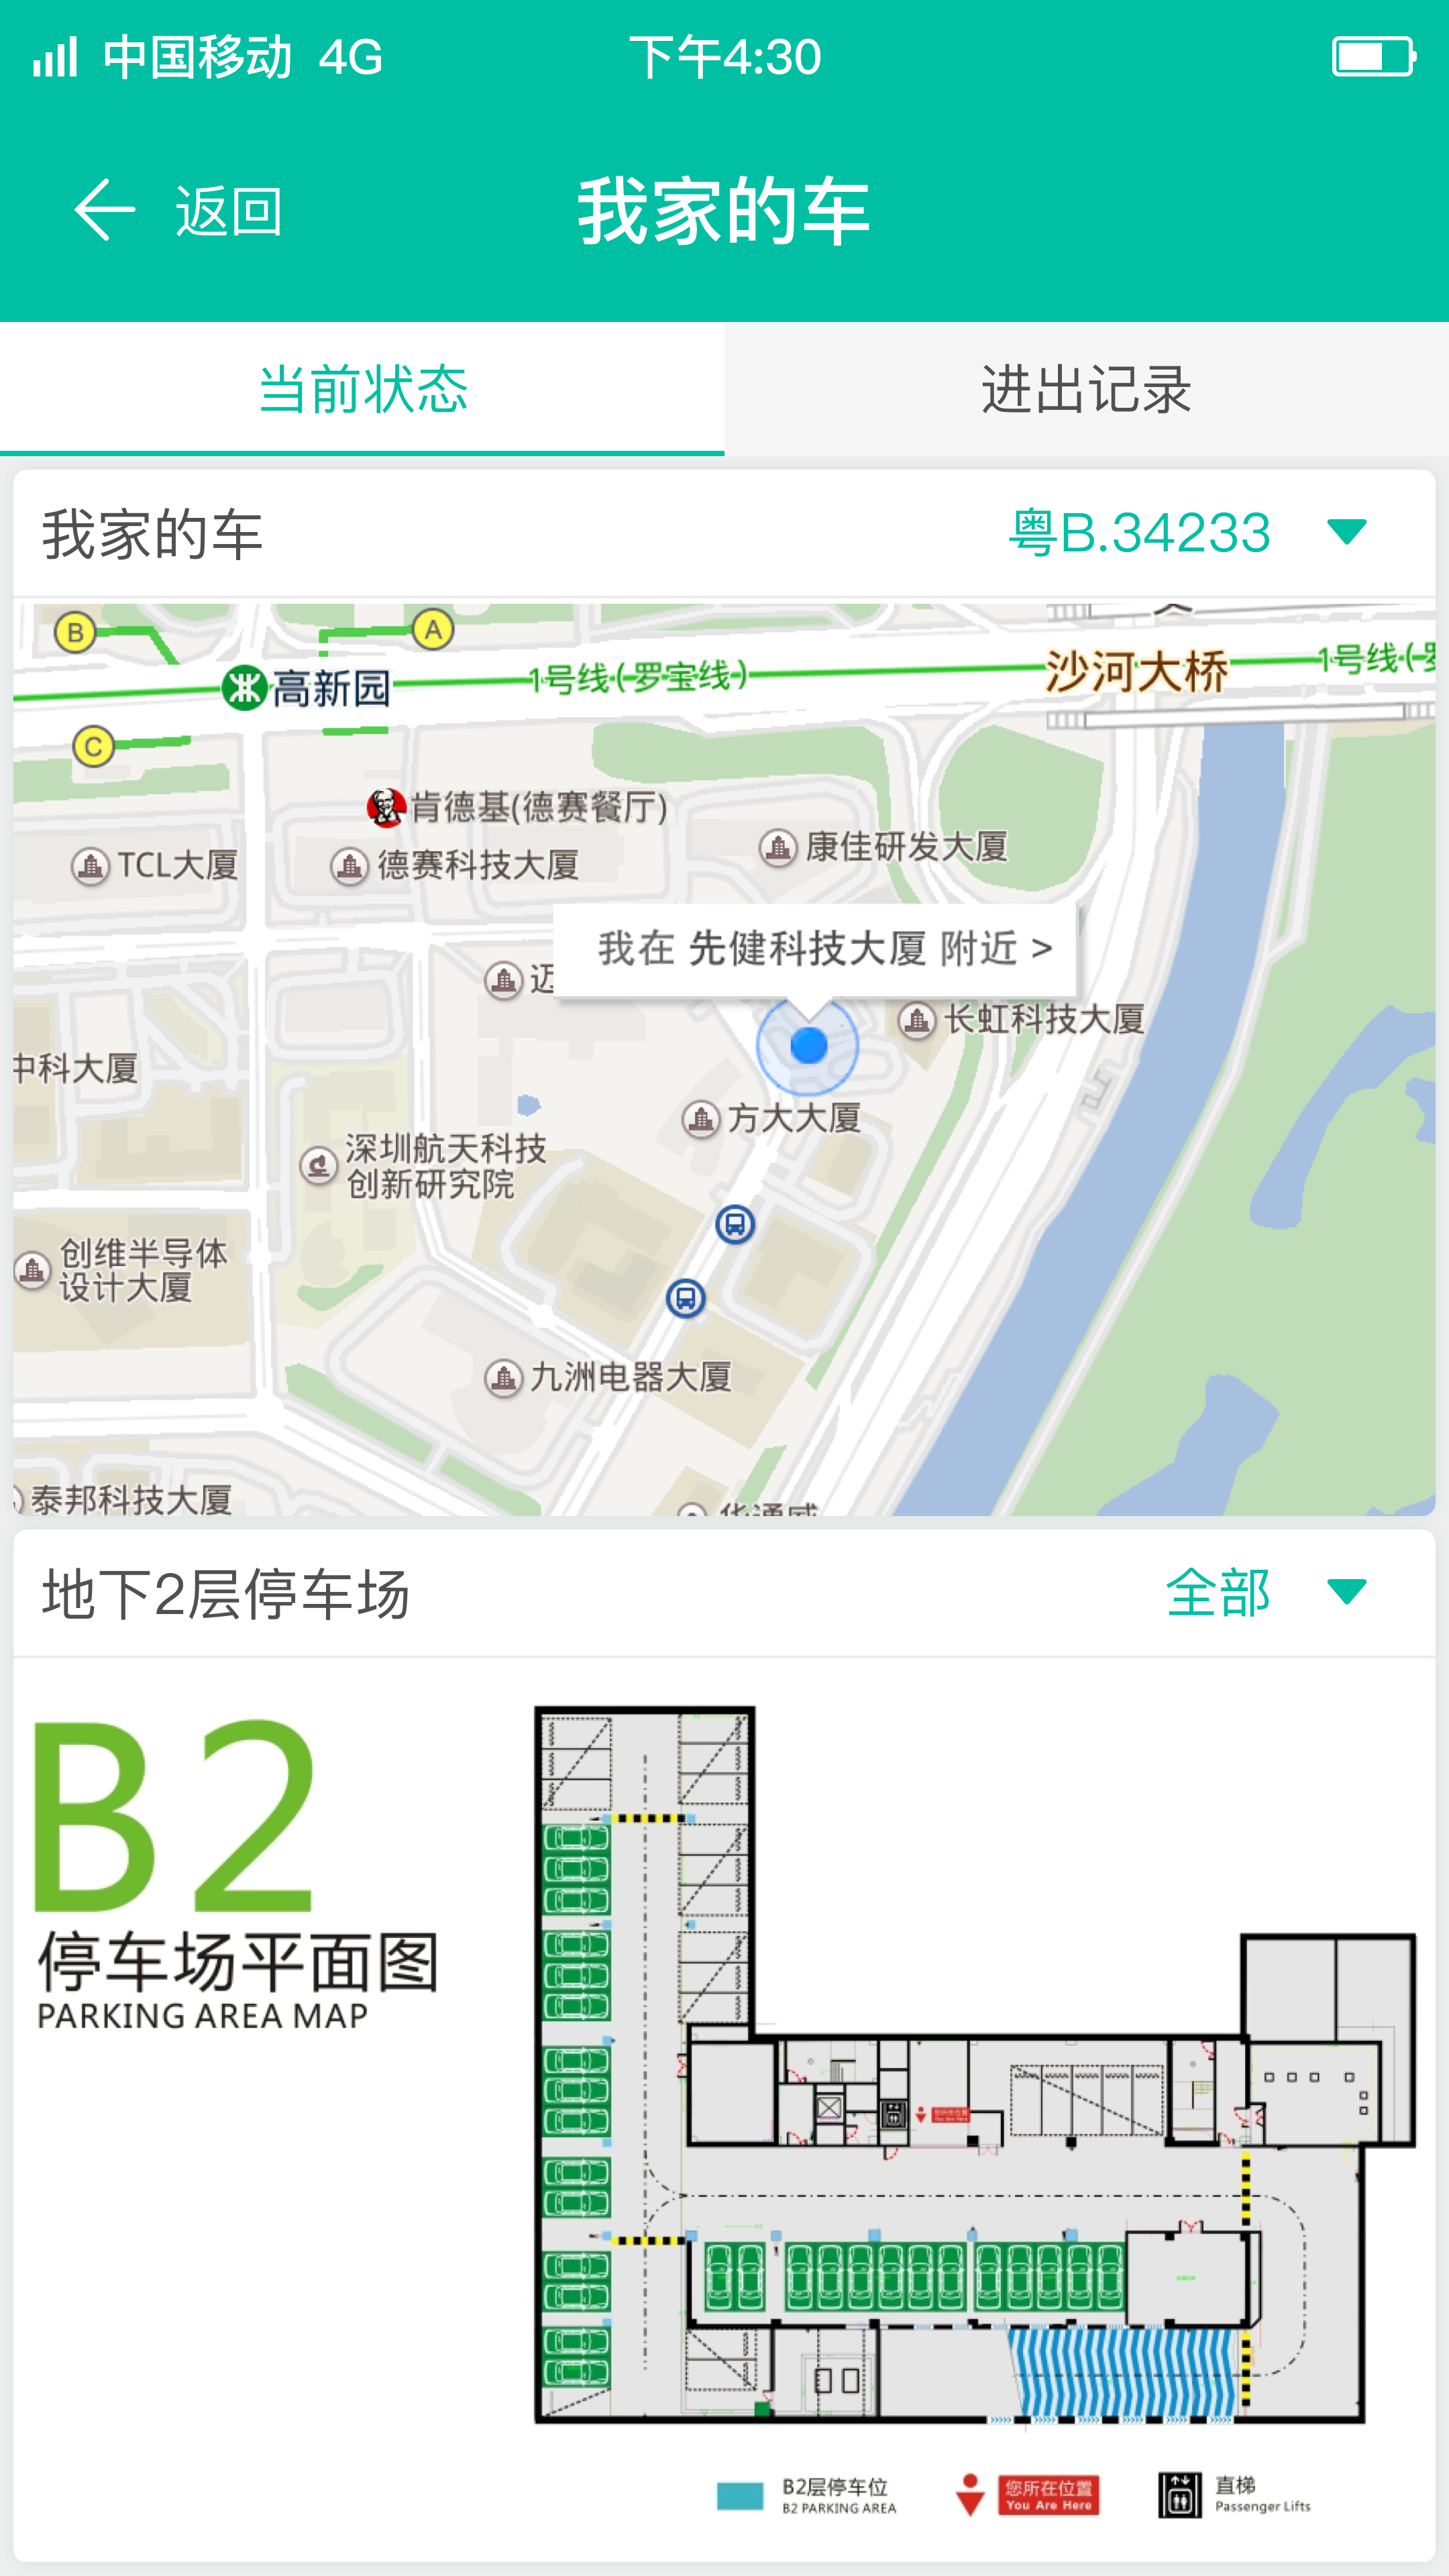 中国移动 4G
下午4:30
返回
我家的车
当前状态
进出记录
我家的车
粤B.34233
B
A
高新园
1号线(罗宝线)
沙河大桥
1号线(
C
肯德基(德赛餐厅)
TCL大厦
德赛科技大厦
康佳研发大厦
我在 先健科技大厦 附近 >
迈
长虹科技大厦
中科大厦
方大大厦
深圳航天科技
创新研究院
创维半导体
设计大厦
九洲电器大厦
泰邦科技大厦
华通威
地下2层停车场
全部
B2
停车场平面图
PARKING AREA MAP
您所在位置
You Are Here
B2层停车位
B2 PARKING AREA
您所在位置
You Are Here
直梯
Passenger Lifts